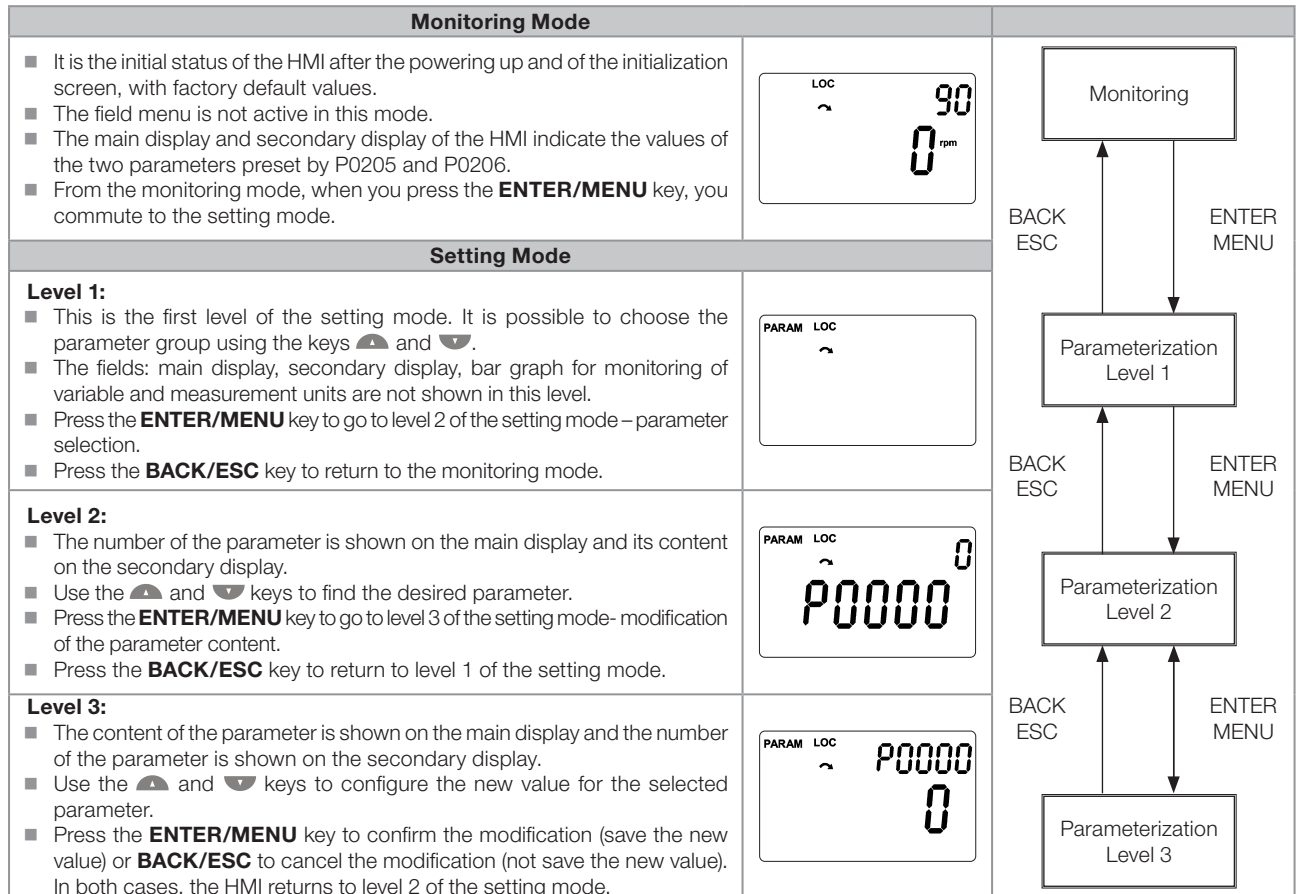 Monitoring Mode
■ It is the initial status of the HMI after the powering up and of the initialization
screen, with factory default values.
■ The field menu is not active in this mode.
■ The main display and secondary display of the HMI indicate the values of
the two parameters preset by P0205 and P0206.
■ From the monitoring mode, when you press the ENTER/MENU key, you
commute to the setting mode.
LOC
90
0 rpm
Setting Mode
Level 1:
■ This is the first level of the setting mode. It is possible to choose the
parameter group using the keys and .
■ The fields: main display, secondary display, bar graph for monitoring of
variable and measurement units are not shown in this level.
■ Press the ENTER/MENU key to go to level 2 of the setting mode – parameter
selection.
■ Press the BACK/ESC key to return to the monitoring mode.
PARAM LOC
Level 2:
■ The number of the parameter is shown on the main display and its content
on the secondary display.
■ Use the and keys to find the desired parameter.
■ Press the ENTER/MENU key to go to level 3 of the setting mode- modification
of the parameter content.
■ Press the BACK/ESC key to return to level 1 of the setting mode.
PARAM LOC
0
P0000
Level 3:
■ The content of the parameter is shown on the main display and the number
of the parameter is shown on the secondary display.
■ Use the and keys to configure the new value for the selected
parameter.
■ Press the ENTER/MENU key to confirm the modification (save the new
value) or BACK/ESC to cancel the modification (not save the new value).
In both cases, the HMI returns to level 2 of the setting mode.
PARAM LOC
P0000
0
Monitoring
BACK
ESC
ENTER
MENU
Parameterization
Level 1
BACK
ESC
ENTER
MENU
Parameterization
Level 2
BACK
ESC
ENTER
MENU
Parameterization
Level 3